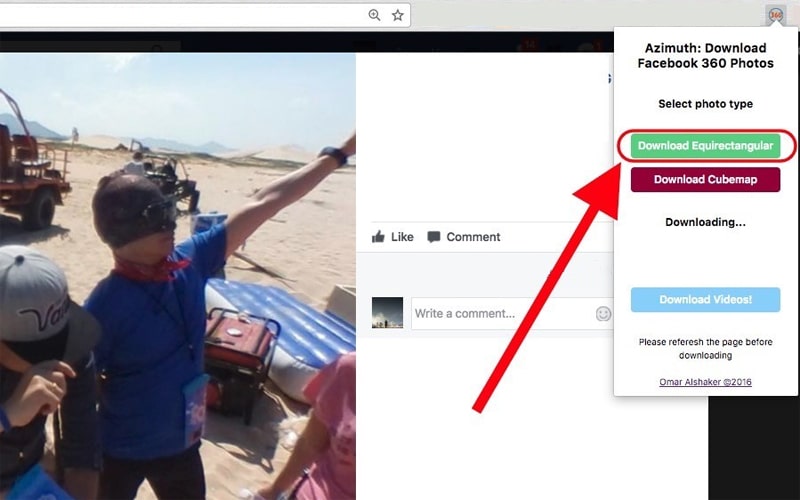 360
14
Azimuth: Download
Facebook 360 Photos
Select photo type
Download Equirectangular
Download Cubemap
Downloading...
Download Videos!
Please referesh the page before
downloading
Omar Alshaker ©2016
Like Comment
Write a comment...